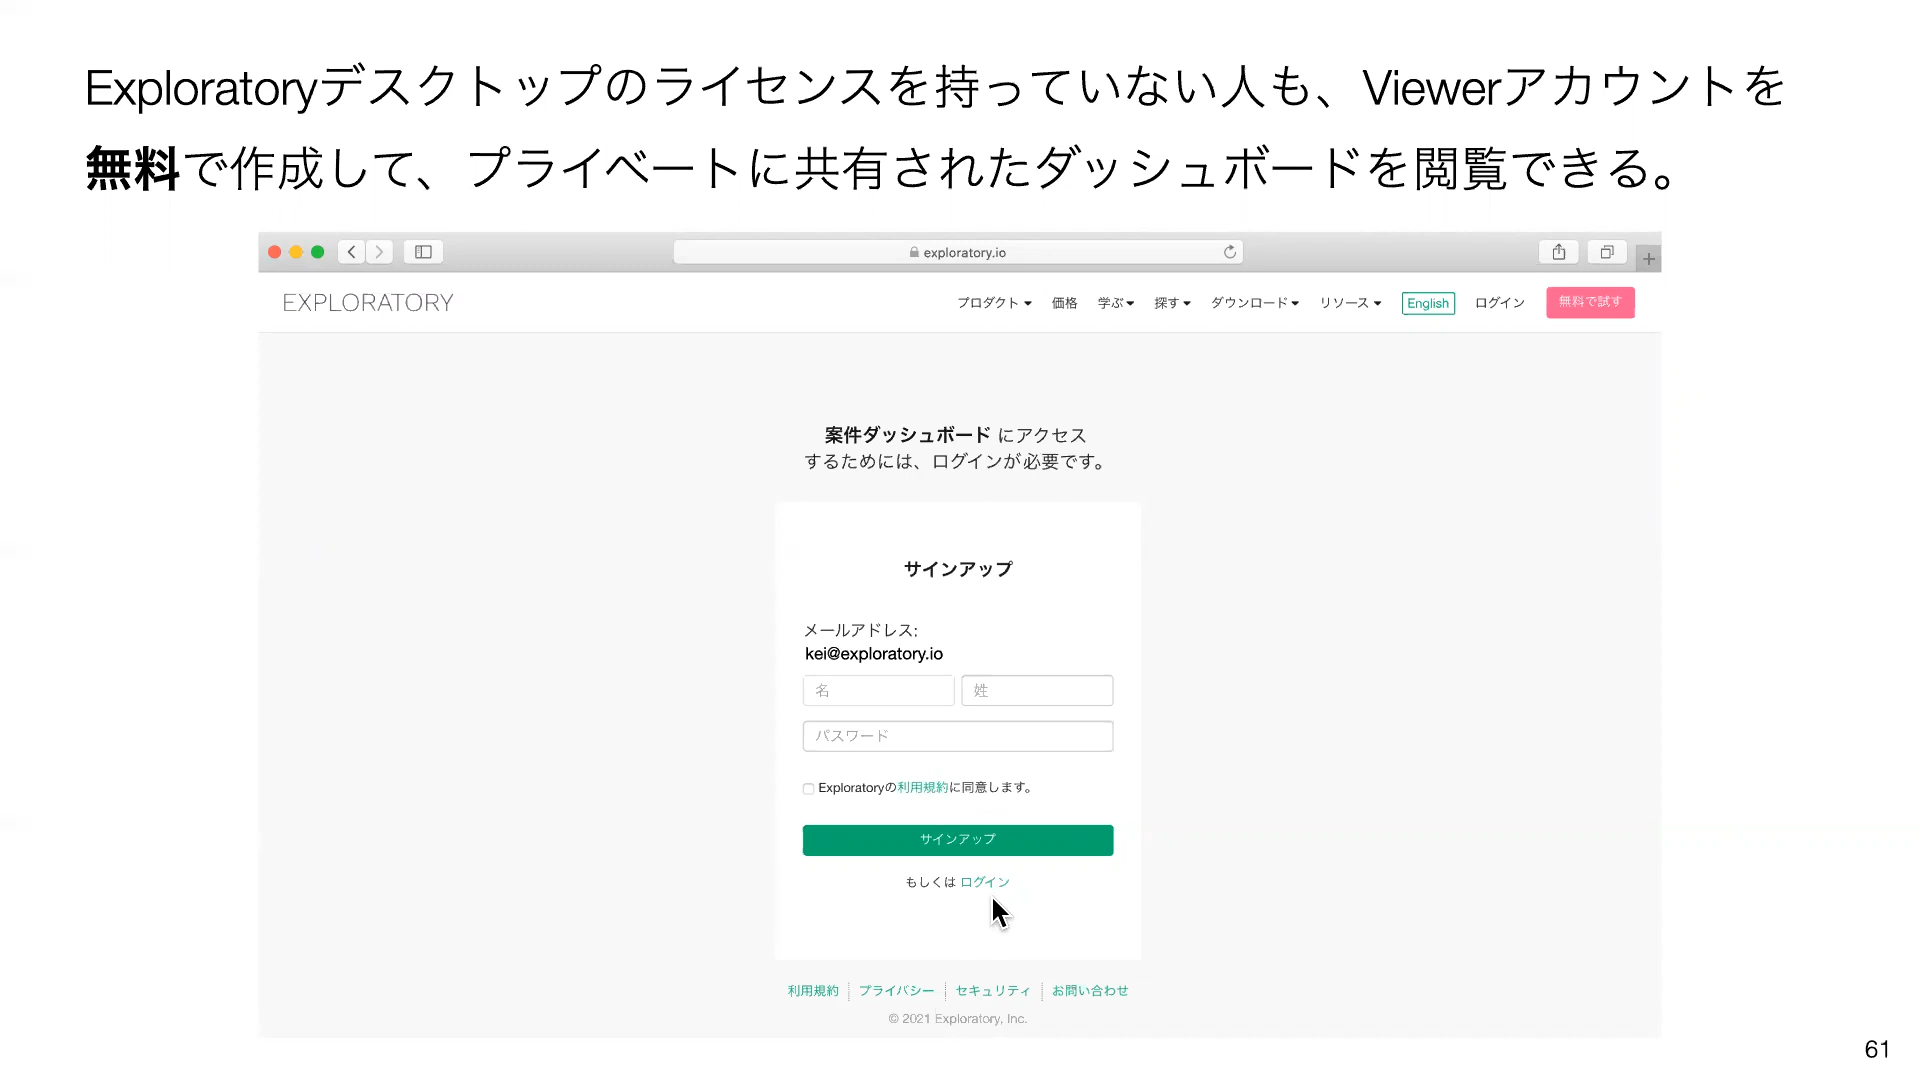 Exploratoryデスクトップのライセンスを持っていない人も、Viewerアカウントを
無料で作成して、プライベートに共有されたダッシュボードを閲覧できる。
exploratory.io
EXPLORATORY
プロダクト 価格 学ぶ 探す ダウンロード リソース English ログイン 無料で試す
案件ダッシュボード にアクセス
するためには、ログインが必要です。
サインアップ
メールアドレス:
kei@exploratory.io
名 姓
パスワード
Exploratoryの利用規約に同意します。
サインアップ
もしくは ログイン
利用規約 プライバシー セキュリティ お問い合わせ
© 2021 Exploratory, Inc.
61